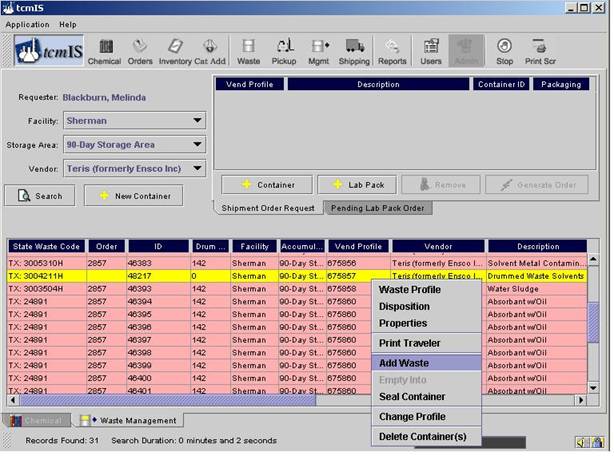 tcmIS
Application Help
tcmIS Chemical Orders Inventory Cat Add Waste Pickup Mgmt Shipping Reports Users Admin Stop Print Scr
Requester: Blackburn, Melinda
Facility: Sherman
Storage Area: 90-Day Storage Area
Vendor: Teris (formerly Ensco Inc)
Search New Container
Vend Profile Description Container ID Packaging
Container Lab Pack Remove Generate Order
Shipment Order Request Pending Lab Pack Order
State Waste Code Order ID Drum ... Facility Accumul... Vend Profile Vendor Description
TX: 3005310H 2857 46383 142 Sherman 90-Day St... 675856 Teris (formerly Ensco I... Solvent Metal Contamin...
TX: 3004211H 48217 0 Sherman 90-Day St... 675857 Teris (formerly Ensco I... Drummed Waste Solvents
TX: 3003504H 2857 46393 142 Sherman 90-Day St... 675858 Water Sludge
TX: 24891 2857 46394 142 Sherman 90-Day St... 675860 Absorbant w/Oil
TX: 24891 2857 46395 142 Sherman 90-Day St... 675860 Absorbant w/Oil
TX: 24891 2857 46396 142 Sherman 90-Day St... 675860 Absorbant w/Oil
TX: 24891 2857 46397 142 Sherman 90-Day St... 675860 Absorbant w/Oil
TX: 24891 2857 46398 142 Sherman 90-Day St... 675860 Absorbant w/Oil
TX: 24891 2857 46399 142 Sherman 90-Day St... 675860 Absorbant w/Oil
TX: 24891 2857 46400 142 Sherman 90-Day St... 675860 Absorbant w/Oil
TX: 24891 2857 46401 142 Sherman 90-Day St... 675860 Absorbant w/Oil
Waste Profile
Disposition
Properties
Print Traveler
Add Waste
Empty Into
Seal Container
Change Profile
Delete Container(s)
Chemical Waste Management
Records Found: 31 Search Duration: 0 minutes and 2 seconds